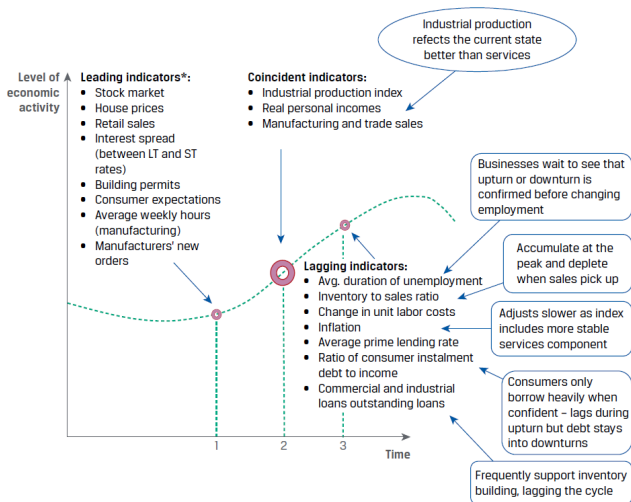 Industrial production
refects the current state
better than services
Level of
economic
activity
Leading indicators*:
• Stock market
• House prices
• Retail sales
• Interest spread
(between LT and ST
rates)
• Building permits
• Consumer expectations
• Average weekly hours
(manufacturing)
• Manufacturers' new
orders
Coincident indicators:
• Industrial production index
• Real personal incomes
• Manufacturing and trade sales
Businesses wait to see that
upturn or downturn is
confirmed before changing
employment
Lagging indicators:
• Avg. duration of unemployment
• Inventory to sales ratio
• Change in unit labor costs
• Inflation
• Average prime lending rate
• Ratio of consumer instalment
debt to income
• Commercial and industrial
loans outstanding loans
Accumulate at the
peak and deplete
when sales pick up
Adjusts slower as index
includes more stable
services component
Consumers only
borrow heavily when
confident – lags during
upturn but debt stays
into downturns
Frequently support inventory
building, lagging the cycle
1
2
3
Time